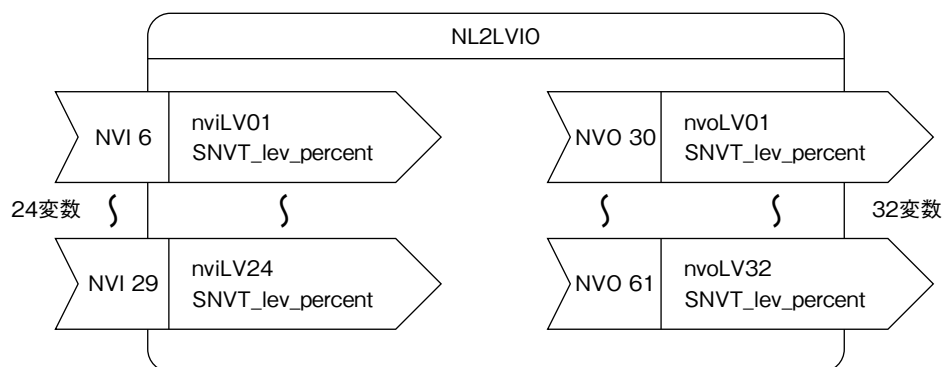 NL2LVIO
NVI 6
nviLV01
SNVT_lev_percent
NVO 30
nvoLV01
SNVT_lev_percent
24変数
32変数
NVI 29
nviLV24
SNVT_lev_percent
NVO 61
nvoLV32
SNVT_lev_percent